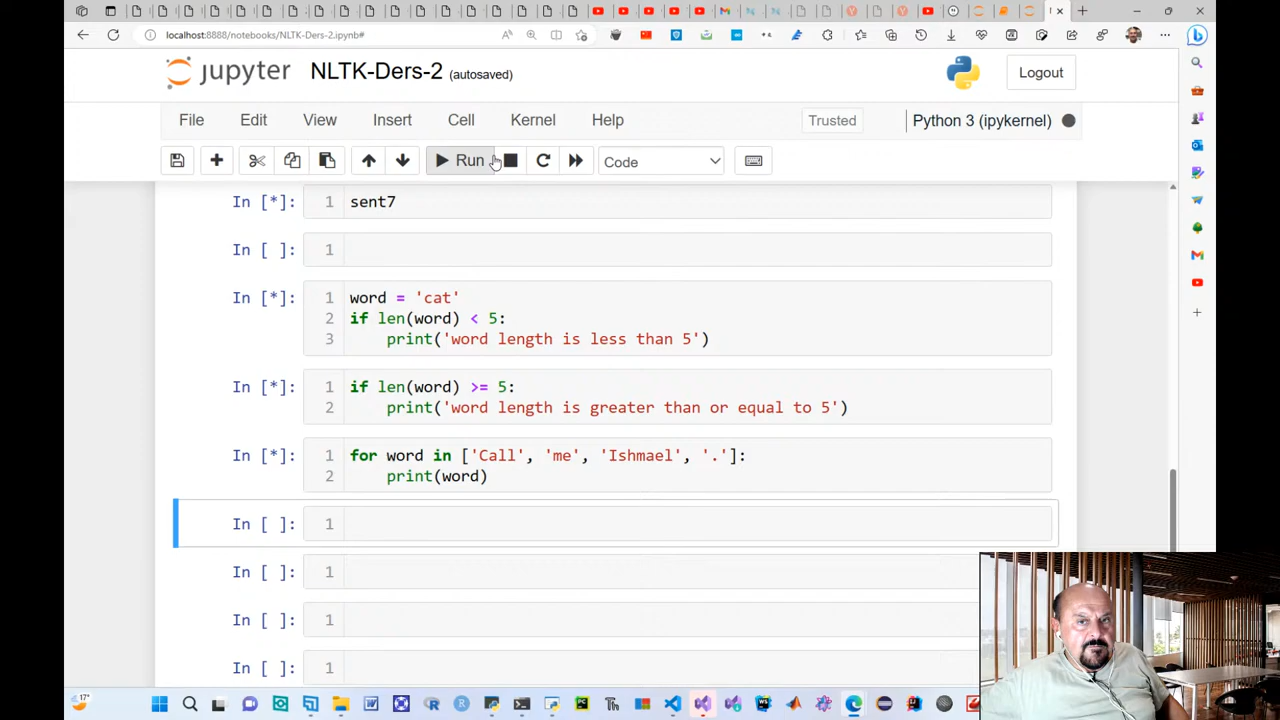 localhost:8888/notebooks/NLTK-Ders-2.ipynb#
jupyter NLTK-Ders-2 (autosaved)
Logout
File Edit View Insert Cell Kernel Help Trusted Python 3 (ipykernel)
Run Code
In [*]: 1 sent7
In [ ]: 1
In [*]: 1 word = 'cat'
2 if len(word) < 5:
3 print('word length is less than 5')
In [*]: 1 if len(word) >= 5:
2 print('word length is greater than or equal to 5')
In [*]: 1 for word in ['Call', 'me', 'Ishmael', '.']:
2 print(word)
In [ ]: 1
In [ ]: 1
In [ ]: 1
In [ ]: 1
17°